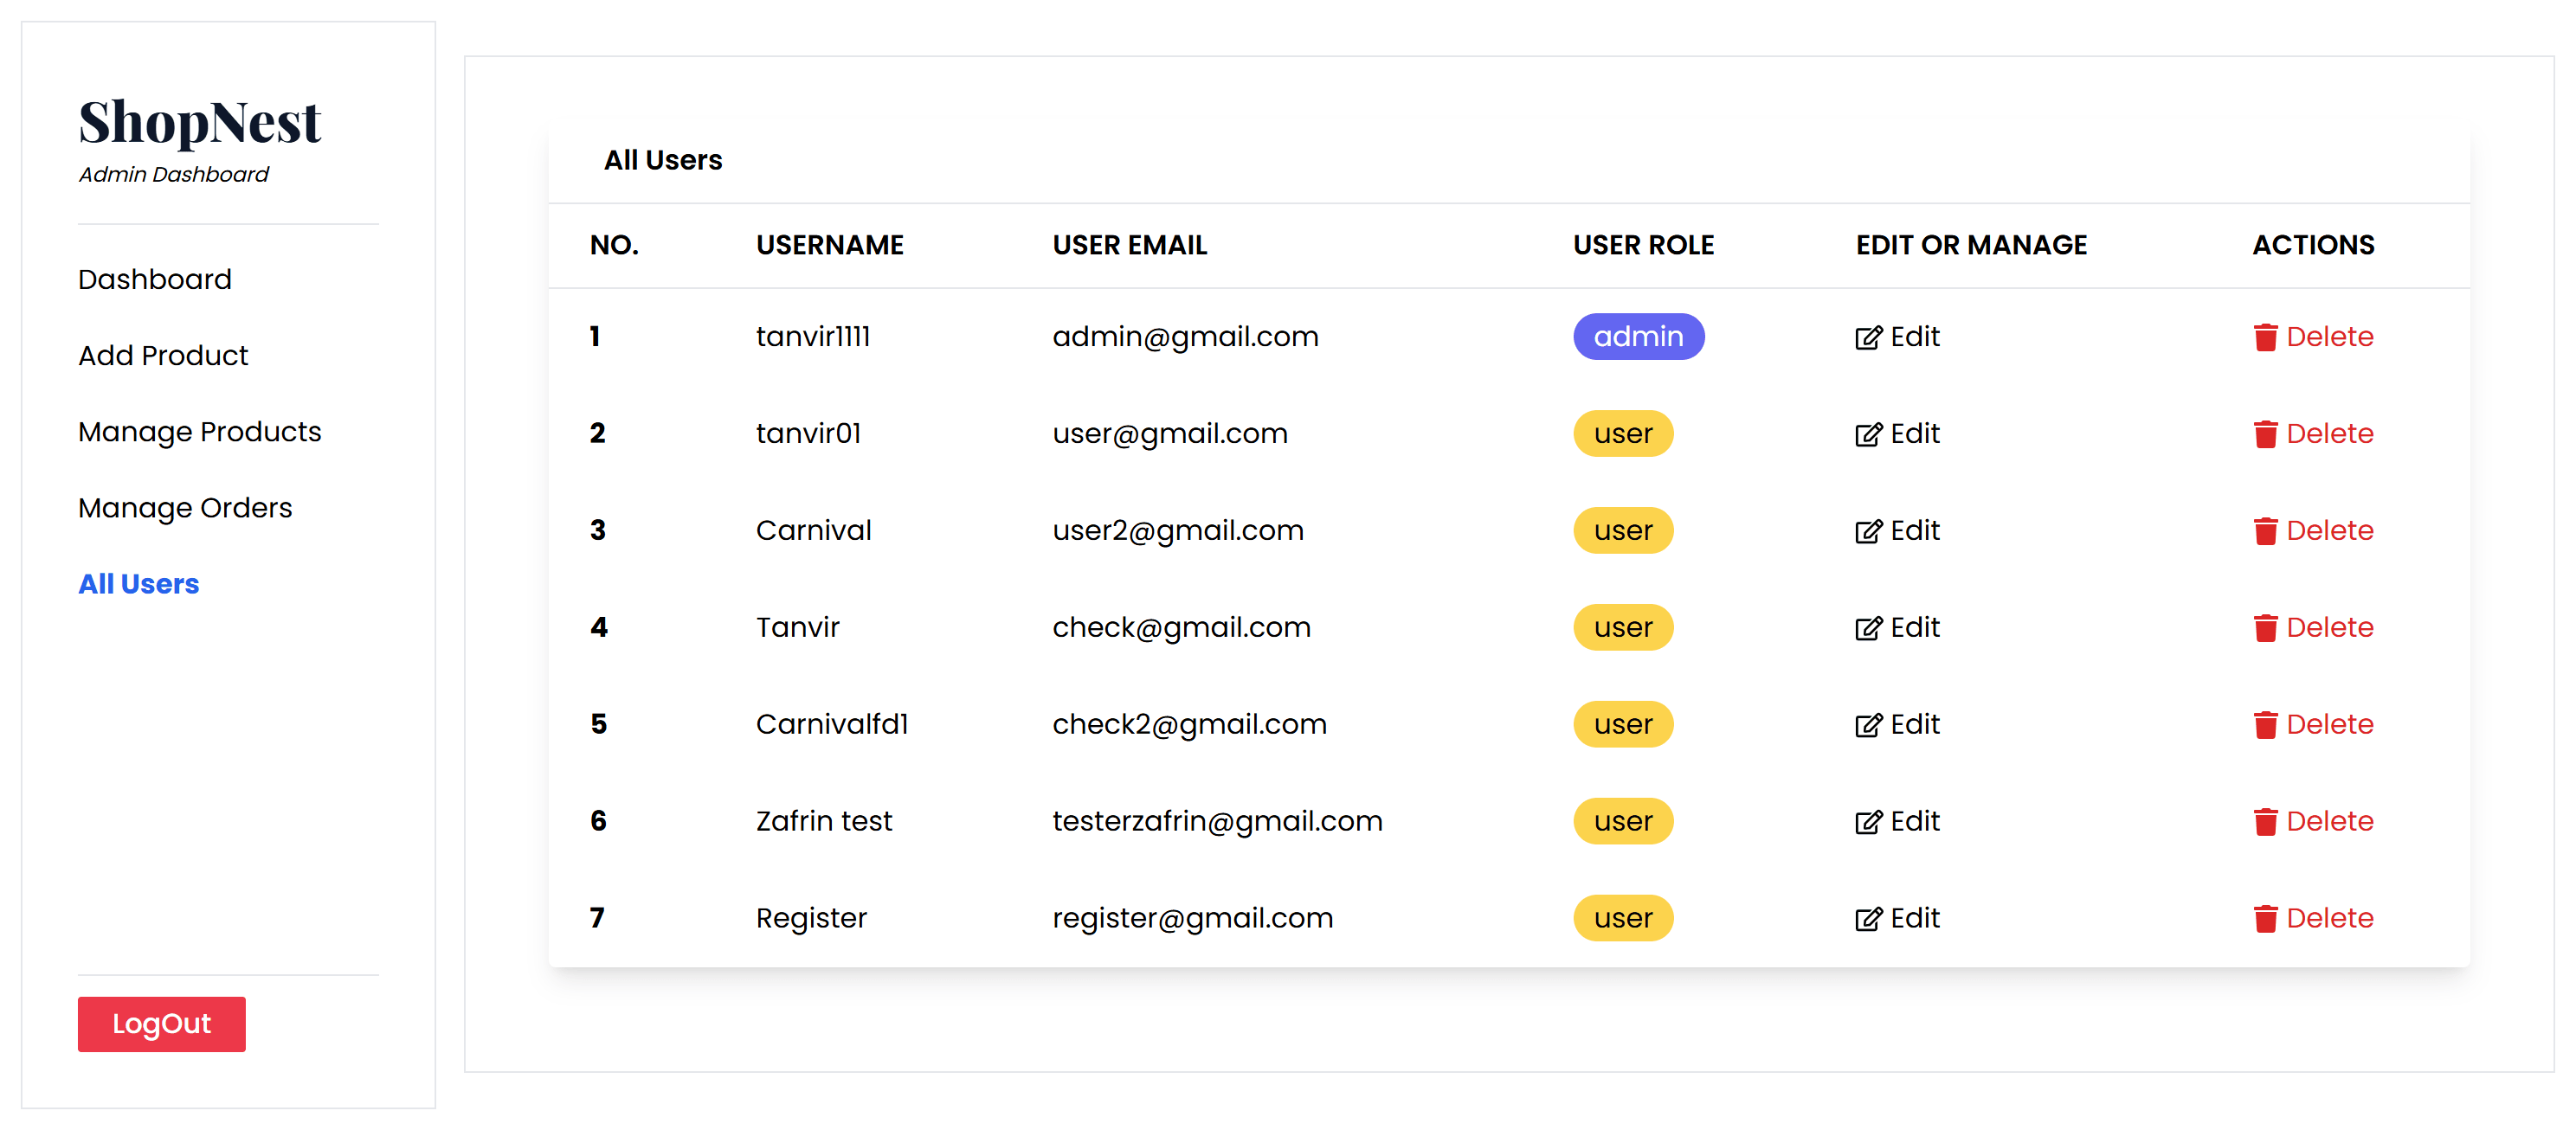 ShopNest
Admin Dashboard
Dashboard
Add Product
Manage Products
Manage Orders
All Users
LogOut
All Users
NO. USERNAME USER EMAIL USER ROLE EDIT OR MANAGE ACTIONS
1 tanvir1111 admin@gmail.com admin Edit Delete
2 tanvir01 user@gmail.com user Edit Delete
3 Carnival user2@gmail.com user Edit Delete
4 Tanvir check@gmail.com user Edit Delete
5 Carnivalfd1 check2@gmail.com user Edit Delete
6 Zafrin test testerzafrin@gmail.com user Edit Delete
7 Register register@gmail.com user Edit Delete